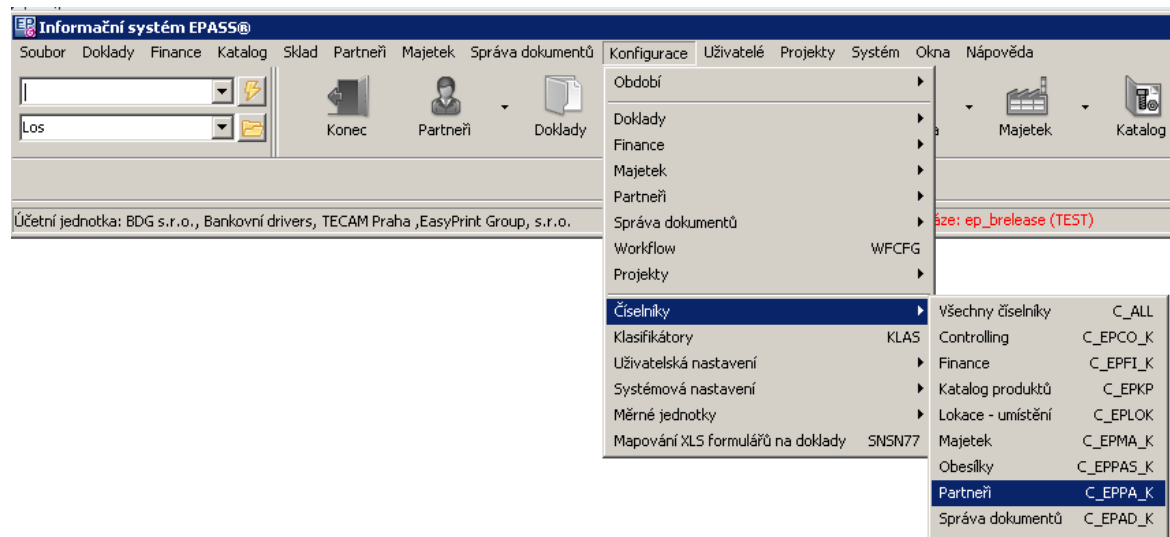 Informační systém EPASS®
Soubor Doklady Finance Katalog Sklad Partneři Majetek Správa dokumentů Konfigurace Uživatelé Projekty Systém Okna Nápověda
Los
Konec Partneři Doklady Majetek Katalog
Účetní jednotka: BDG s.r.o., Bankovní drivers, TECAM Praha ,EasyPrint Group, s.r.o.
áze: ep_brelease (TEST)
Období
Doklady
Finance
Majetek
Partneři
Správa dokumentů
Workflow WFCFG
Projekty
Číselníky
Klasifikátory KLAS
Uživatelská nastavení
Systémová nastavení
Měrné jednotky
Mapování XLS formulářů na doklady SNSN77
Všechny číselníky C_ALL
Controlling C_EPCO_K
Finance C_EPFI_K
Katalog produktů C_EPKP
Lokace - umístění C_EPLOK
Majetek C_EPMA_K
Obesílky C_EPPAS_K
Partneři C_EPPA_K
Správa dokumentů C_EPAD_K